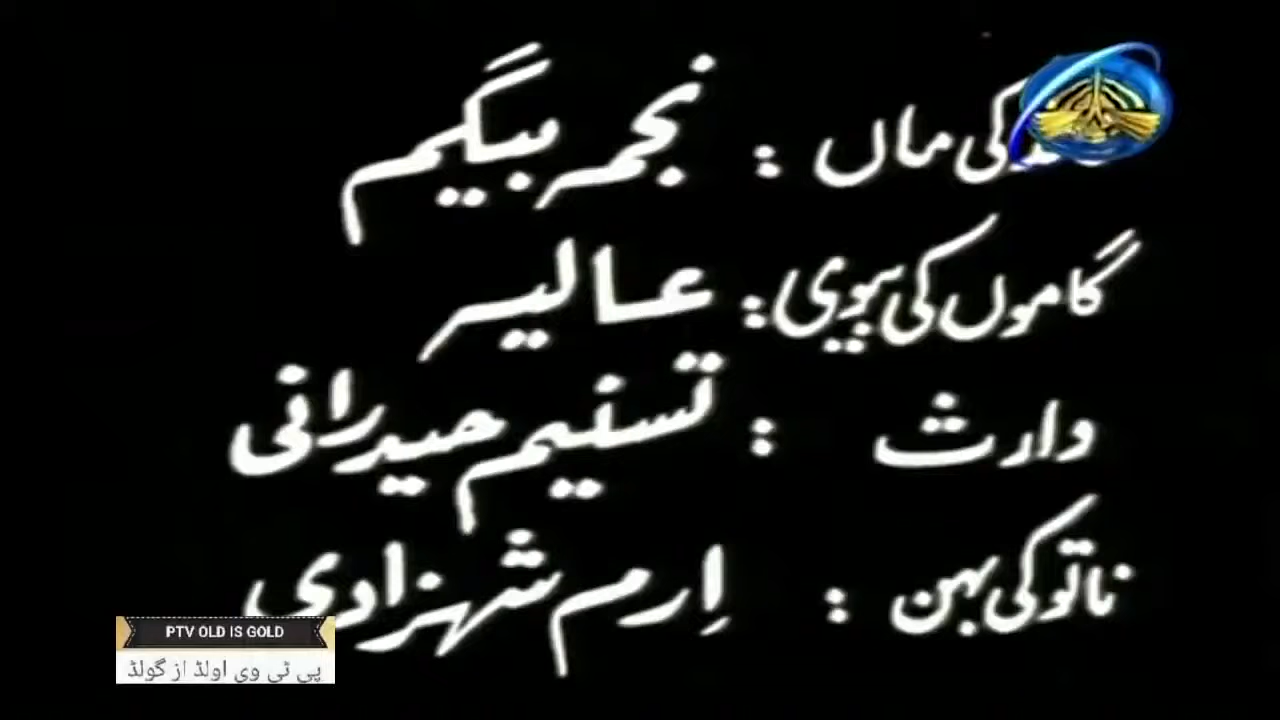 کی ماں : نجمہ بیگم
گاموں کی بیوی : عالیہ
وارث : تسنیم حیدرانی
ناتو کی بہن : اِرم شہزادی
PTV OLD IS GOLD
پی ٹی وی اولڈ از گولڈ